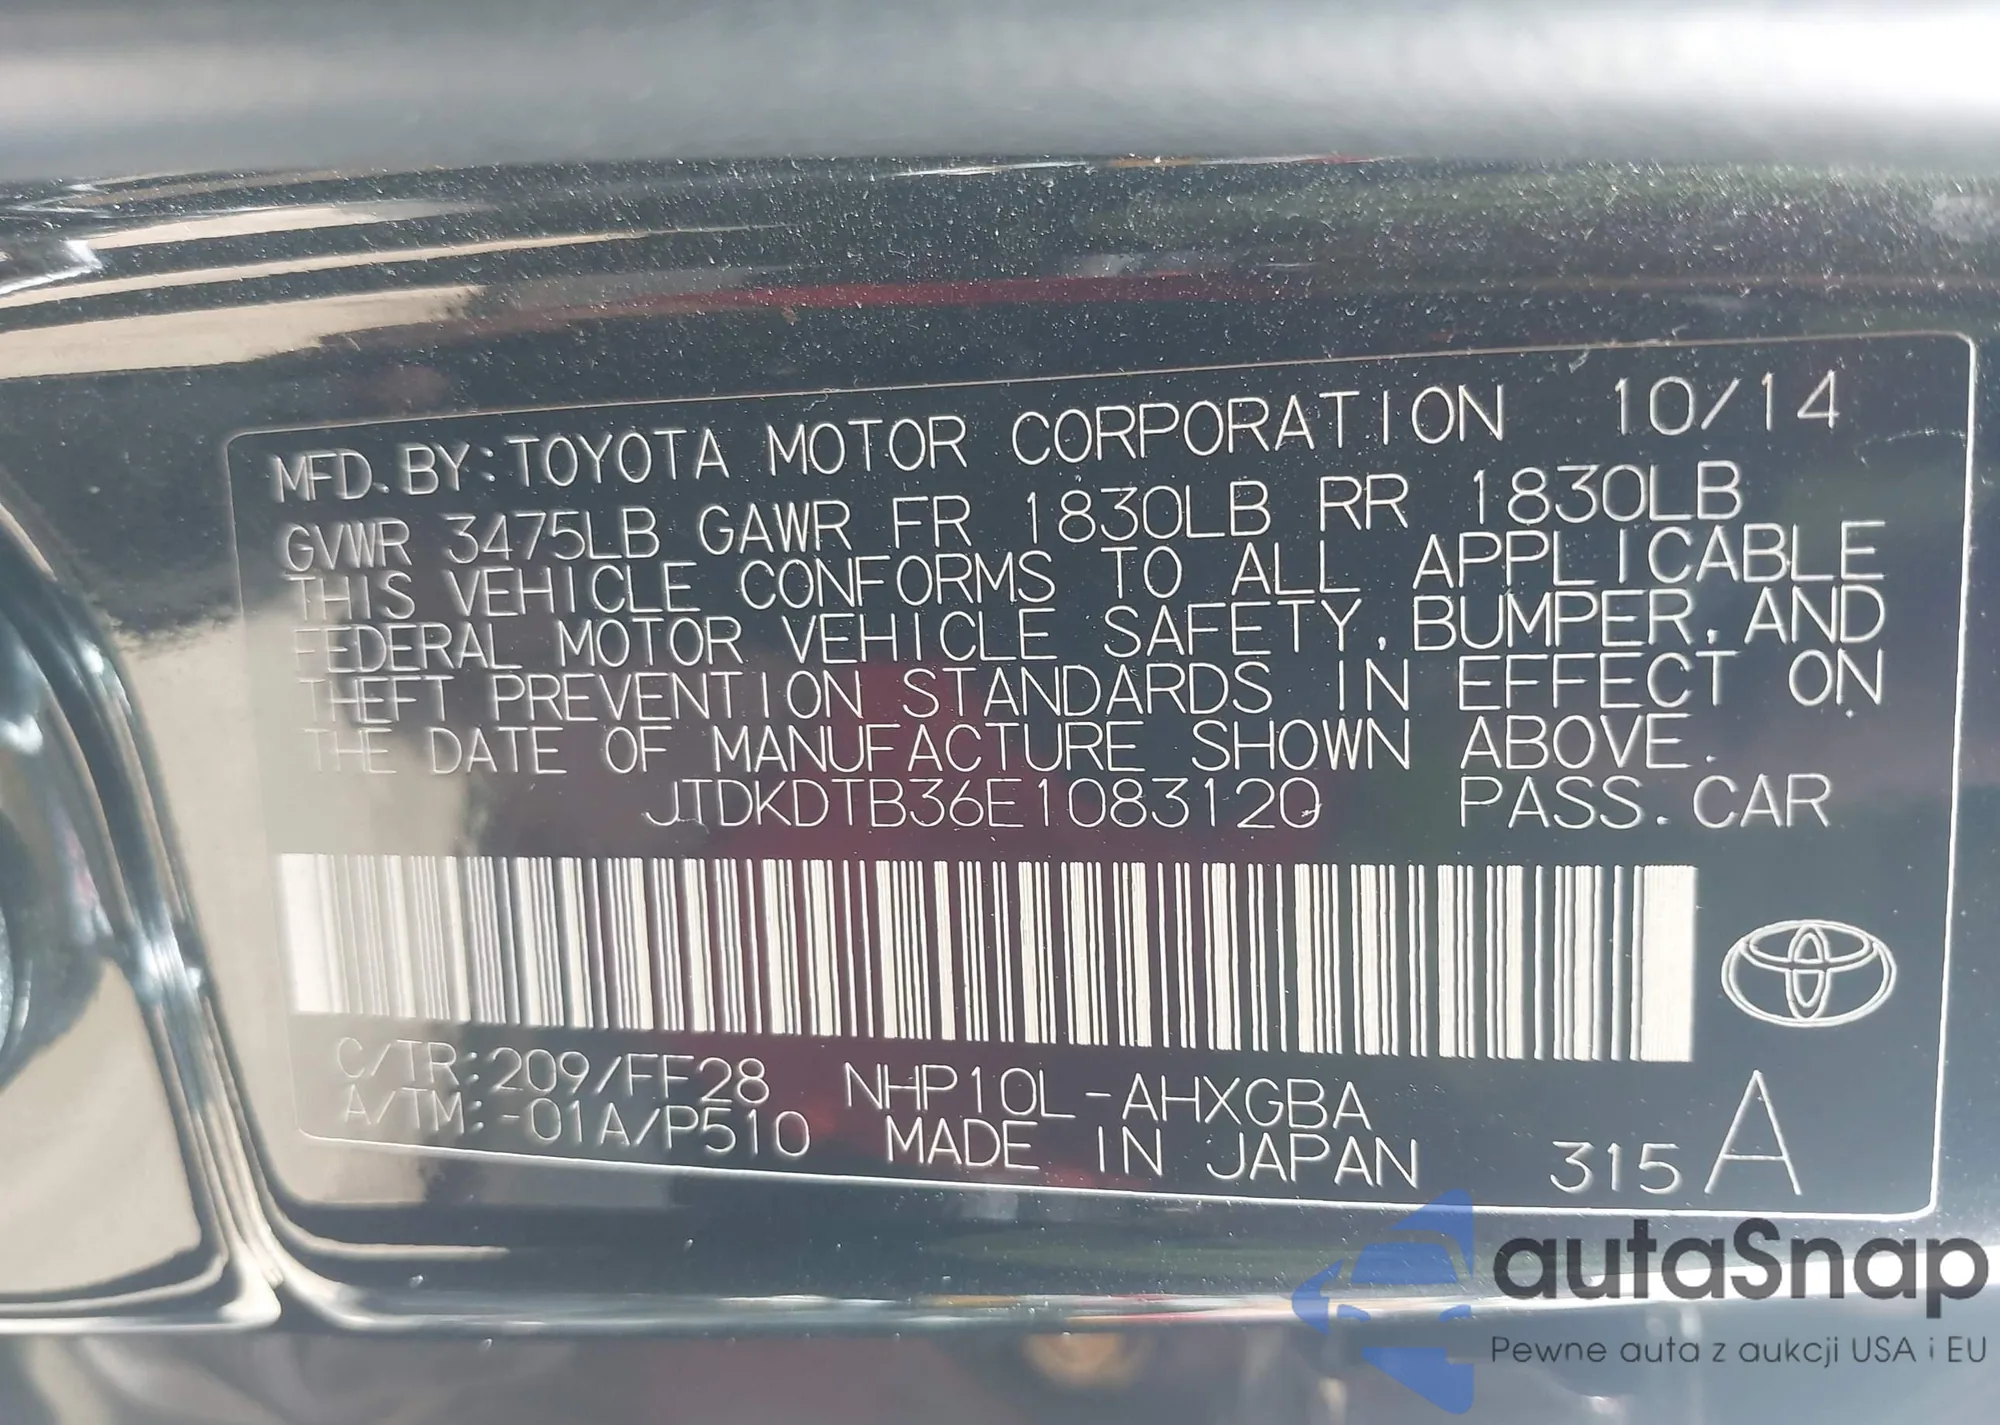 MFD. BY: TOYOTA MOTOR CORPORATION 10/14
GVWR 3475LB GAWR FR 1830LB RR 1830LB
THIS VEHICLE CONFORMS TO ALL APPLICABLE
FEDERAL MOTOR VEHICLE SAFETY, BUMPER, AND
THEFT PREVENTION STANDARDS IN EFFECT ON
THE DATE OF MANUFACTURE SHOWN ABOVE.
JTDKDTB36E1083120 PASS. CAR
C/TR: 209/FF28 NHP10L-AHXGBA
A/TM: -01A/P510 MADE IN JAPAN 315 A
autaSnap
Pewne auta z aukcji USA i EU